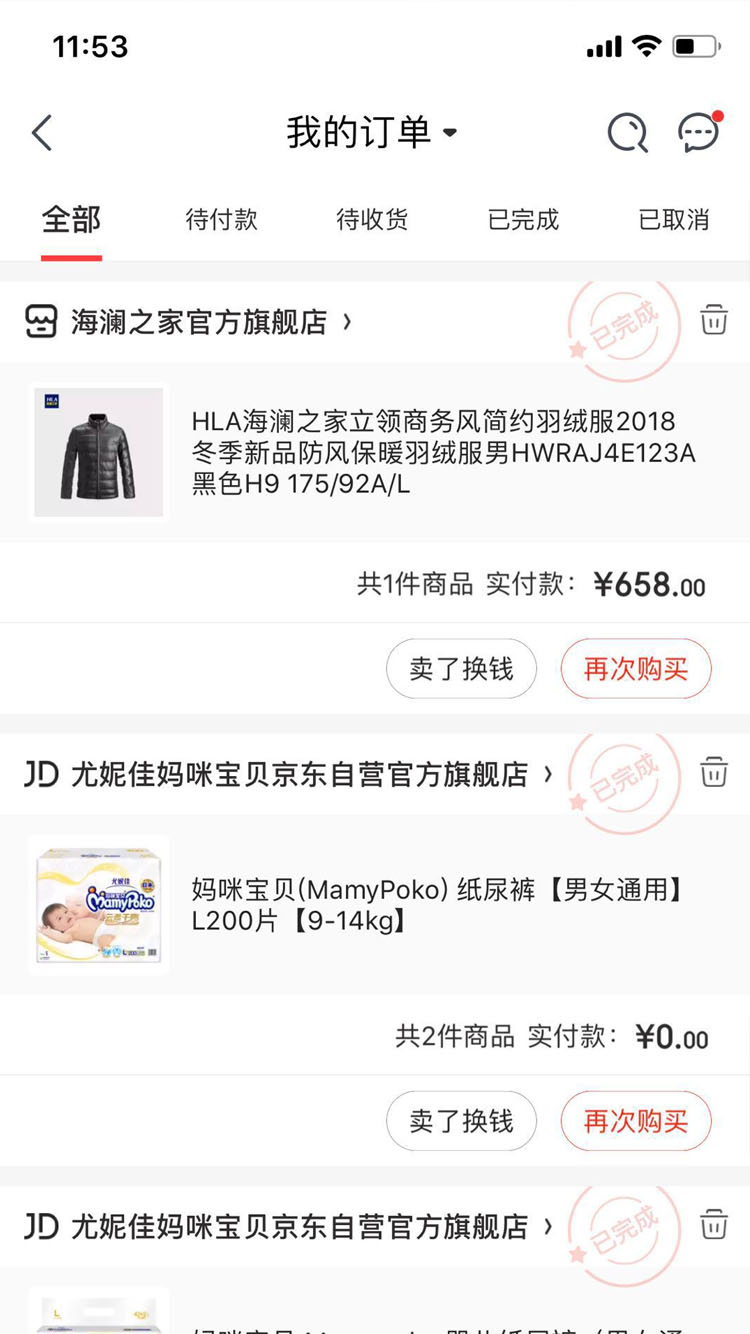 11:53
我的订单
全部 待付款 待收货 已完成 已取消
海澜之家官方旗舰店
已完成
HLA
HLA海澜之家立领商务风简约羽绒服2018
冬季新品防风保暖羽绒服男HWRAJ4E123A
黑色H9 175/92A/L
共1件商品 实付款: ¥658.00
卖了换钱 再次购买
JD 尤妮佳妈咪宝贝京东自营官方旗舰店
已完成
尤妮佳
MamyPoko
妈咪宝贝(MamyPoko) 纸尿裤【男女通用】
L200片【9-14kg】
共2件商品 实付款: ¥0.00
卖了换钱 再次购买
JD 尤妮佳妈咪宝贝京东自营官方旗舰店
已完成
L